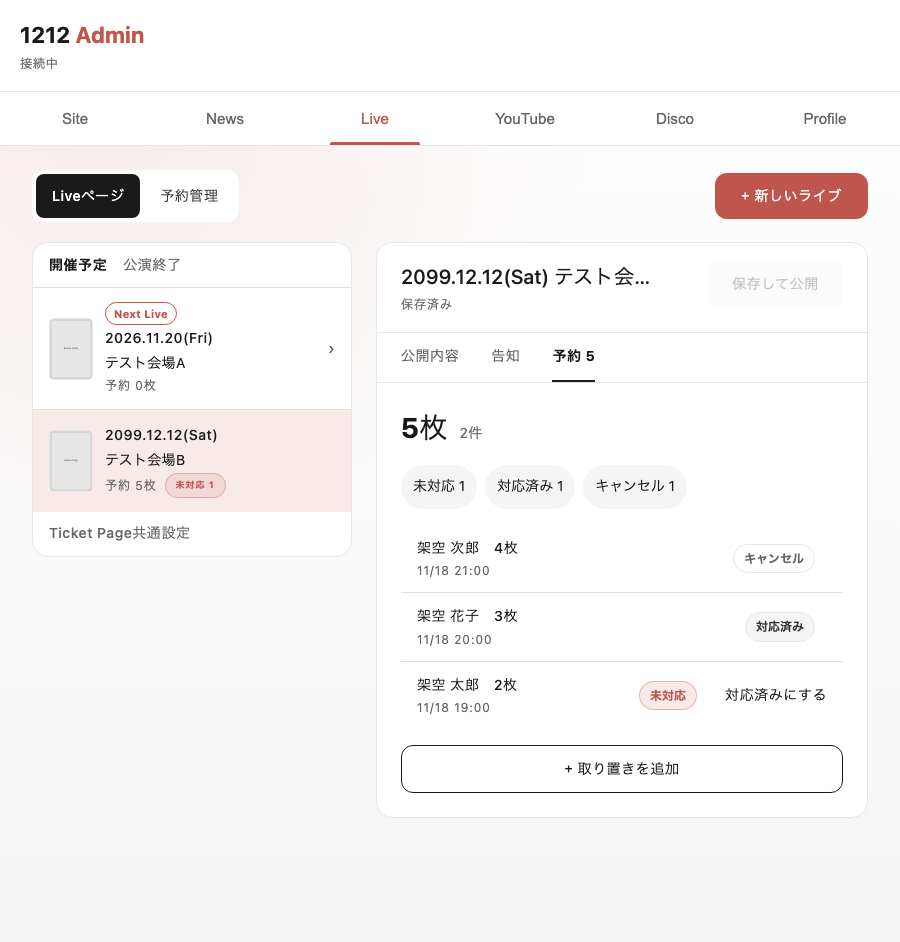 1212 Admin
接続中
Site News Live YouTube Disco Profile
Liveページ 予約管理 + 新しいライブ
開催予定 公演終了
Next Live
2026.11.20(Fri)
テスト会場A
予約 0枚
›
2099.12.12(Sat)
テスト会場B
予約 5枚 未対応 1
Ticket Page共通設定
2099.12.12(Sat) テスト会... 保存して公開
保存済み
公開内容 告知 予約 5
5枚 2件
未対応 1 対応済み 1 キャンセル 1
架空 次郎 4枚
11/18 21:00
キャンセル
架空 花子 3枚
11/18 20:00
対応済み
架空 太郎 2枚
11/18 19:00
未対応 対応済みにする
+ 取り置きを追加